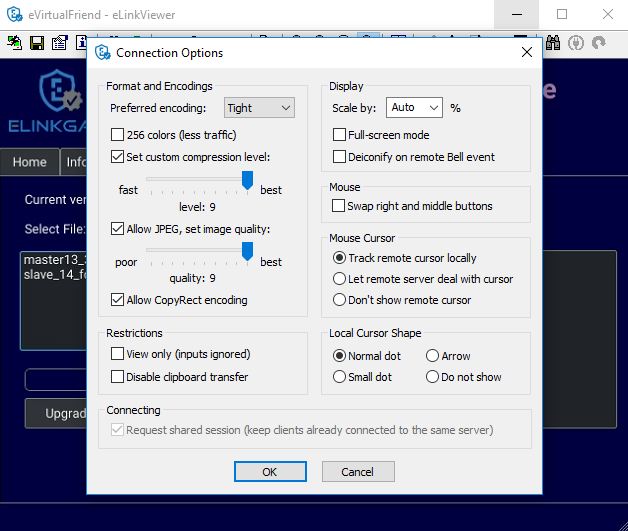 eVirtualFriend - eLinkViewer
Connection Options
Format and Encodings
Preferred encoding: Tight
256 colors (less traffic)
Set custom compression level:
fast best
level: 9
Allow JPEG, set image quality:
poor best
quality: 9
Allow CopyRect encoding
Restrictions
View only (inputs ignored)
Disable clipboard transfer
Display
Scale by: Auto %
Full-screen mode
Deiconify on remote Bell event
Mouse
Swap right and middle buttons
Mouse Cursor
Track remote cursor locally
Let remote server deal with cursor
Don't show remote cursor
Local Cursor Shape
Normal dot Arrow
Small dot Do not show
Connecting
Request shared session (keep clients already connected to the same server)
OK Cancel
ELINKGA
e
Home Info
Current ver
Select File:
master13_
slave_14_f
Upgrad